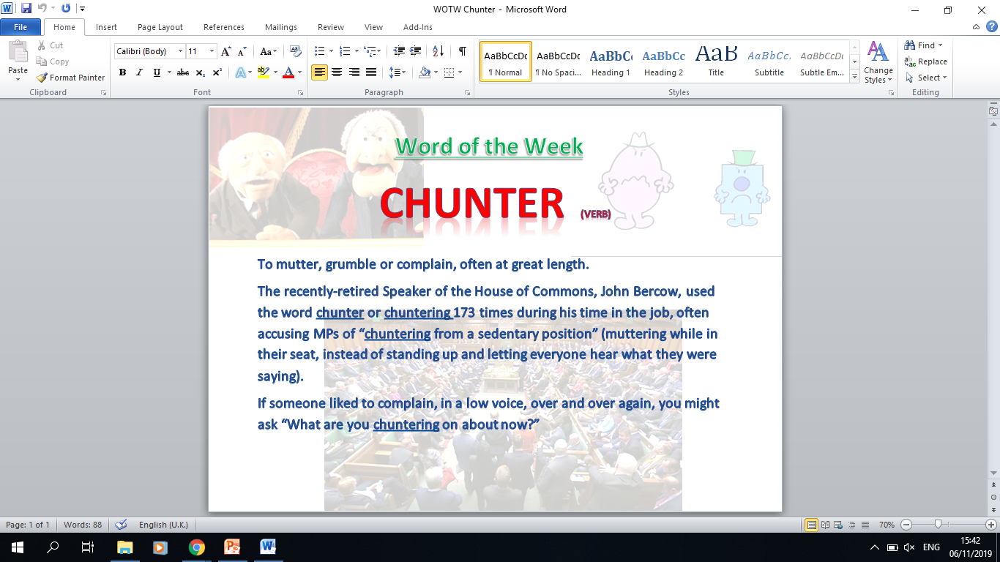 WOTW Chunter - Microsoft Word
File Home Insert Page Layout References Mailings Review View Add-Ins
Paste
Cut
Copy
Format Painter
Clipboard
Calibri (Body) 11
Font
Paragraph
AaBbCcDc AaBbCcDc AaBbC AaBbCc AaB AaBbCc. AaBbCcDc
¶ Normal ¶ No Spaci... Heading 1 Heading 2 Title Subtitle Subtle Em...
Change Styles
Styles
Find
Replace
Select
Editing
Word of the Week
CHUNTER (VERB)
To mutter, grumble or complain, often at great length.
The recently-retired Speaker of the House of Commons, John Bercow, used
the word chunter or chuntering 173 times during his time in the job, often
accusing MPs of “chuntering from a sedentary position” (muttering while in
their seat, instead of standing up and letting everyone hear what they were
saying).
If someone liked to complain, in a low voice, over and over again, you might
ask “What are you chuntering on about now?”
Page: 1 of 1 Words: 88 English (U.K.) 70%
ENG
15:42
06/11/2019